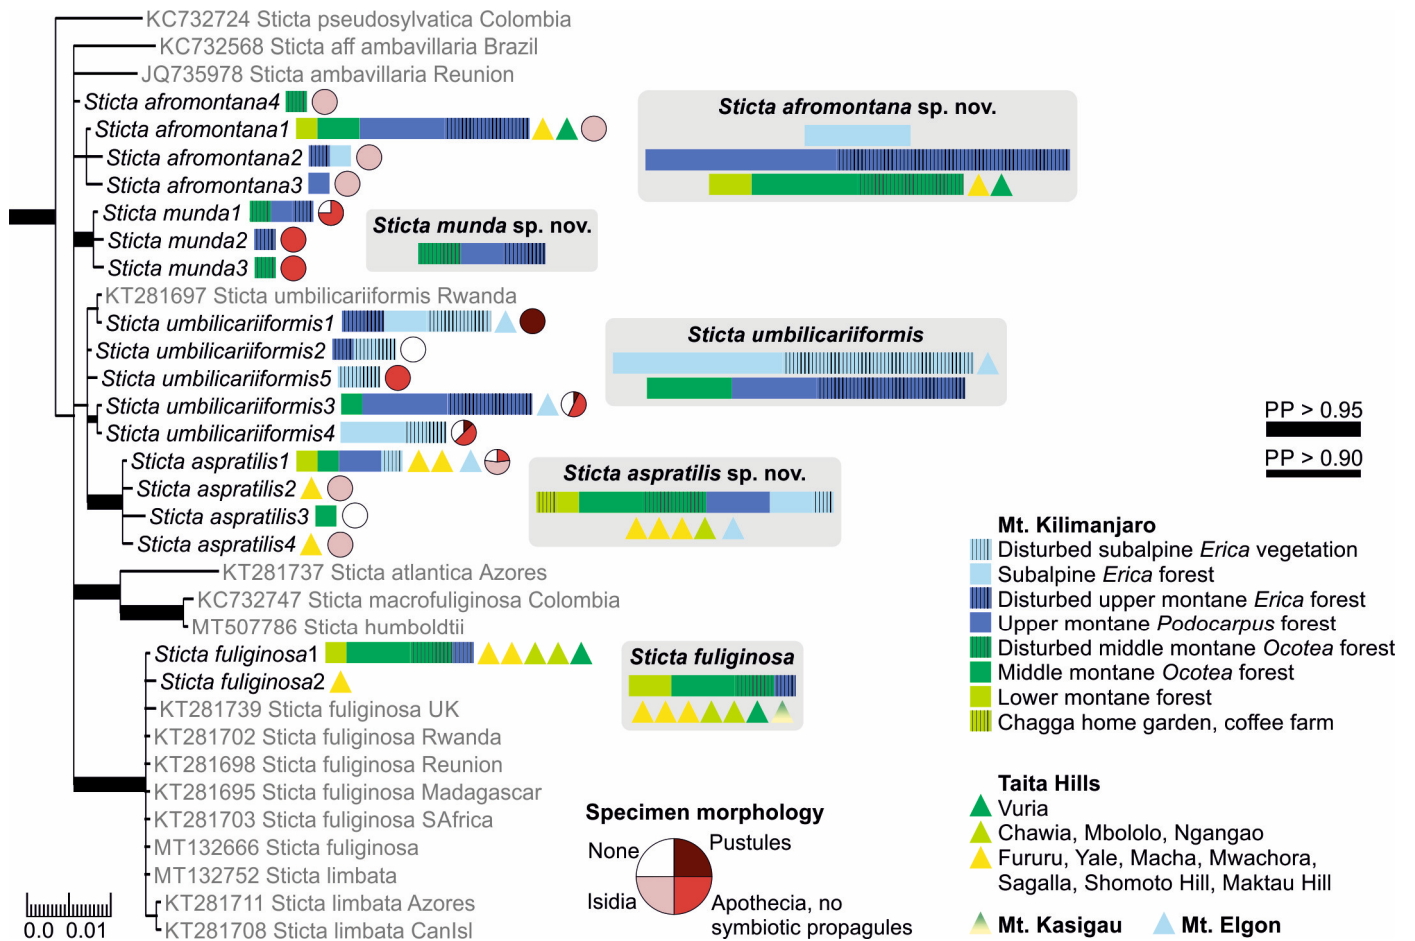 KC732724 Sticta pseudosylvatica Colombia
KC732568 Sticta aff ambavillaria Brazil
JQ735978 Sticta ambavillaria Reunion
Sticta afromontana4
Sticta afromontana1
Sticta afromontana2
Sticta afromontana3
Sticta munda1
Sticta munda2
Sticta munda3
KT281697 Sticta umbilicariiformis Rwanda
Sticta umbilicariiformis1
Sticta umbilicariiformis2
Sticta umbilicariiformis5
Sticta umbilicariiformis3
Sticta umbilicariiformis4
Sticta aspratilis1
Sticta aspratilis2
Sticta aspratilis3
Sticta aspratilis4
KT281737 Sticta atlantica Azores
KC732747 Sticta macrofuliginosa Colombia
MT507786 Sticta humboldtii
Sticta fuliginosa1
Sticta fuliginosa2
KT281739 Sticta fuliginosa UK
KT281702 Sticta fuliginosa Rwanda
KT281698 Sticta fuliginosa Reunion
KT281695 Sticta fuliginosa Madagascar
KT281703 Sticta fuliginosa SAfrica
MT132666 Sticta fuliginosa
MT132752 Sticta limbata
KT281711 Sticta limbata Azores
KT281708 Sticta limbata CanIsl
0.0 0.01
Sticta afromontana sp. nov.
Sticta munda sp. nov.
Sticta umbilicariiformis
Sticta aspratilis sp. nov.
Sticta fuliginosa
Specimen morphology
None
Pustules
Isidia
Apothecia, no
symbiotic propagules
PP > 0.95
PP > 0.90
Mt. Kilimanjaro
Disturbed subalpine Erica vegetation
Subalpine Erica forest
Disturbed upper montane Erica forest
Upper montane Podocarpus forest
Disturbed middle montane Ocotea forest
Middle montane Ocotea forest
Lower montane forest
Chagga home garden, coffee farm
Taita Hills
Vuria
Chawia, Mbololo, Ngangao
Fururu, Yale, Macha, Mwachora,
Sagalla, Shomoto Hill, Maktau Hill
Mt. Kasigau
Mt. Elgon